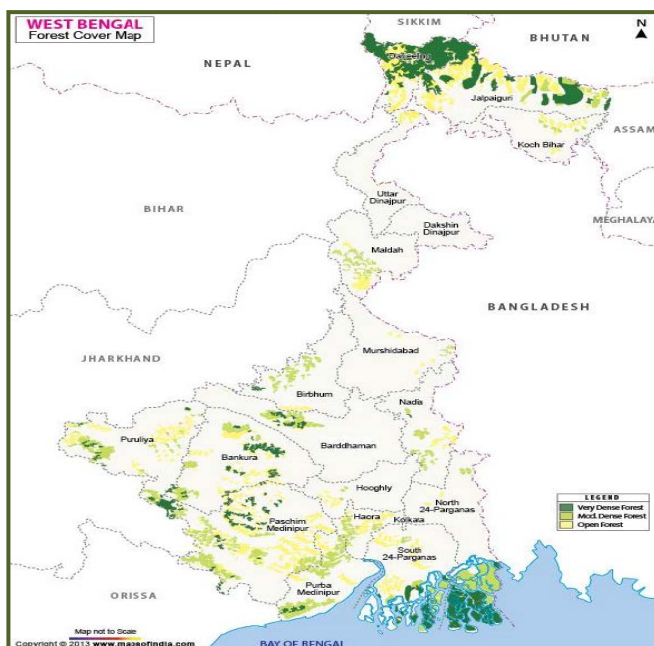 WEST BENGAL
Forest Cover Map
SIKKIM
N
BHUTAN
NEPAL
Darjeeling
Jalpaiguri
ASSAM
Koch Bihar
Uttar
Dinajpur
BIHAR
Dakshin
Dinajpur
MEGHALAYA
Maldah
BANGLADESH
Murshidabad
JHARKHAND
Birbhum
Nadia
Puruliya
Bankura
Barddhaman
Hooghly
North
24-Parganas
LEGEND
Very Dense Forest
Mod. Dense Forest
Open Forest
Paschim
Medinipur
Haora
Kolkata
South
24-Parganas
Purba
Medinipur
ORISSA
Map not to Scale
Copyright © 2013 www.mapsofindia.com
BAY OF BENGAL